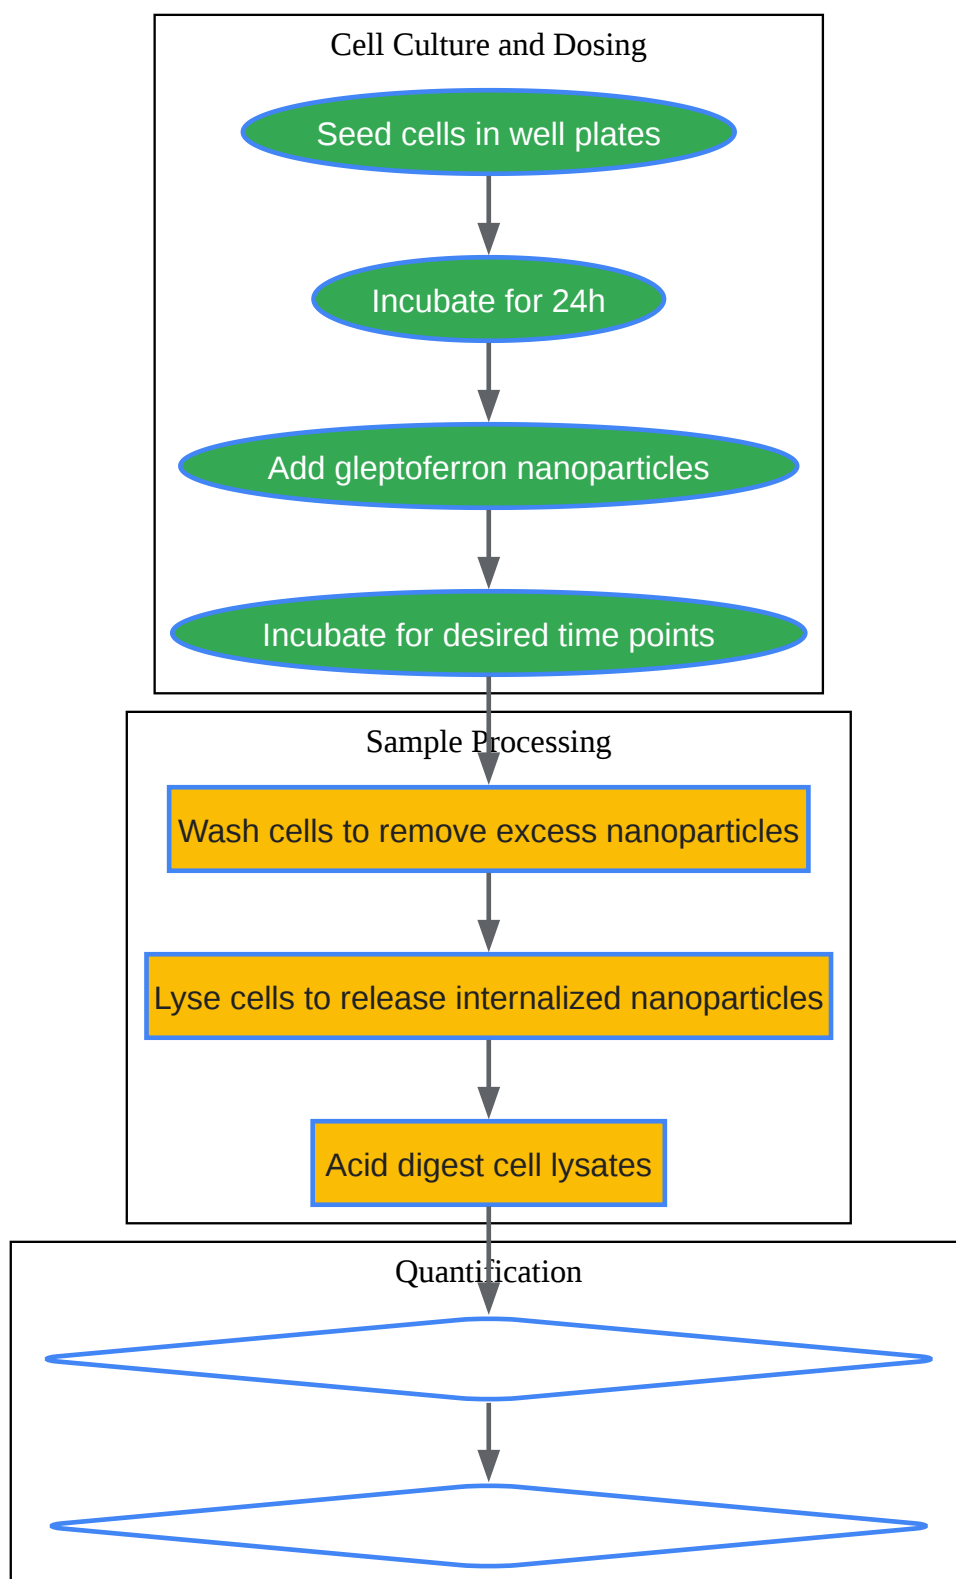 Cell Culture and Dosing
Seed cells in well plates
Incubate for 24h
Add gleptoferron nanoparticles
Incubate for desired time points
Sample Processing
Wash cells to remove excess nanoparticles
Lyse cells to release internalized nanoparticles
Acid digest cell lysates
Quantification